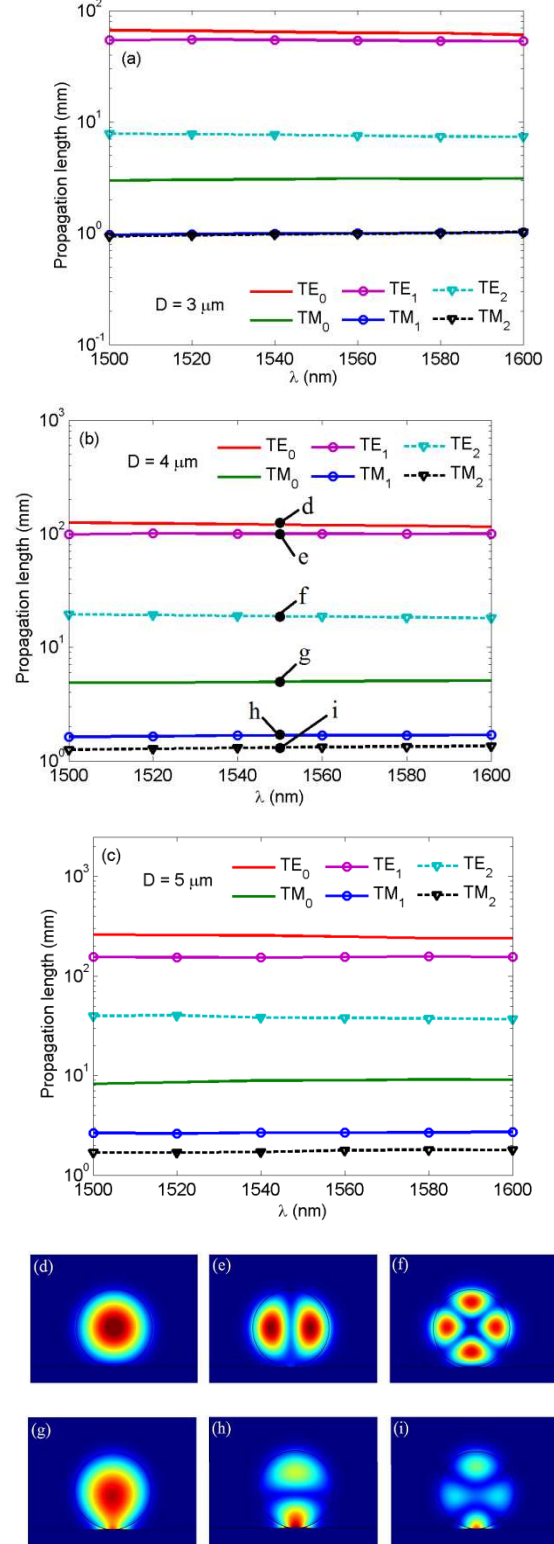 (a)
Propagation length (mm)
10²
10¹
10⁰
10⁻¹
D = 3 μm
TE₀ TE₁ TE₂
TM₀ TM₁ TM₂
1500 1520 1540 1560 1580 1600
λ (nm)
(b)
Propagation length (mm)
10³
10²
10¹
10⁰
D = 4 μm
TE₀ TE₁ TE₂
TM₀ TM₁ TM₂
d
e
f
g
h i
1500 1520 1540 1560 1580 1600
λ (nm)
(c)
Propagation length (mm)
10³
10²
10¹
10⁰
D = 5 μm
TE₀ TE₁ TE₂
TM₀ TM₁ TM₂
1500 1520 1540 1560 1580 1600
λ (nm)
(d) (e) (f)
(g) (h) (i)